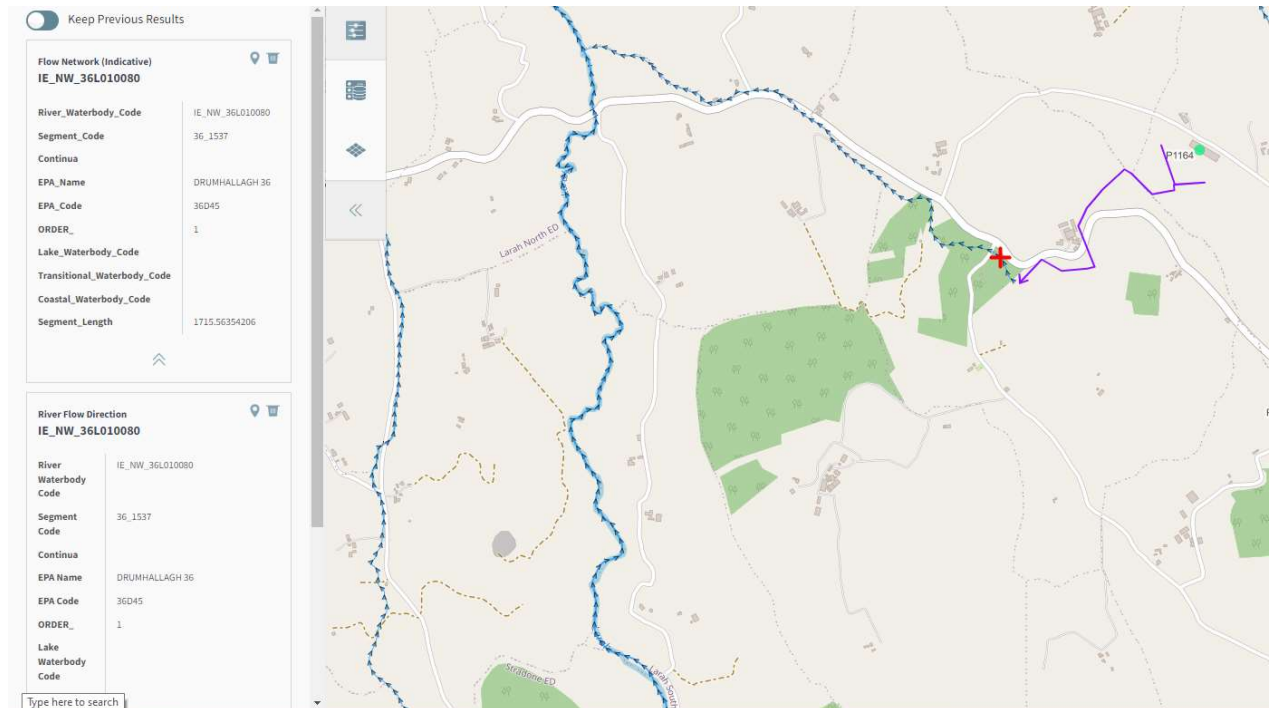 Keep Previous Results
Flow Network (Indicative)
IE_NW_36L010080
River_Waterbody_Code IE_NW_36L010080
Segment_Code 36_1537
Continua
EPA_Name DRUMHALLAGH 36
EPA_Code 36D45
ORDER_ 1
Lake_Waterbody_Code
Transitional_Waterbody_Code
Coastal_Waterbody_Code
Segment_Length 1715.56354206
River Flow Direction
IE_NW_36L010080
River Waterbody Code IE_NW_36L010080
Segment Code 36_1537
Continua
EPA Name DRUMHALLAGH 36
EPA Code 36D45
ORDER_ 1
Lake Waterbody Code
Type here to search
P1164
Larah North ED
Stradone ED
Larah South